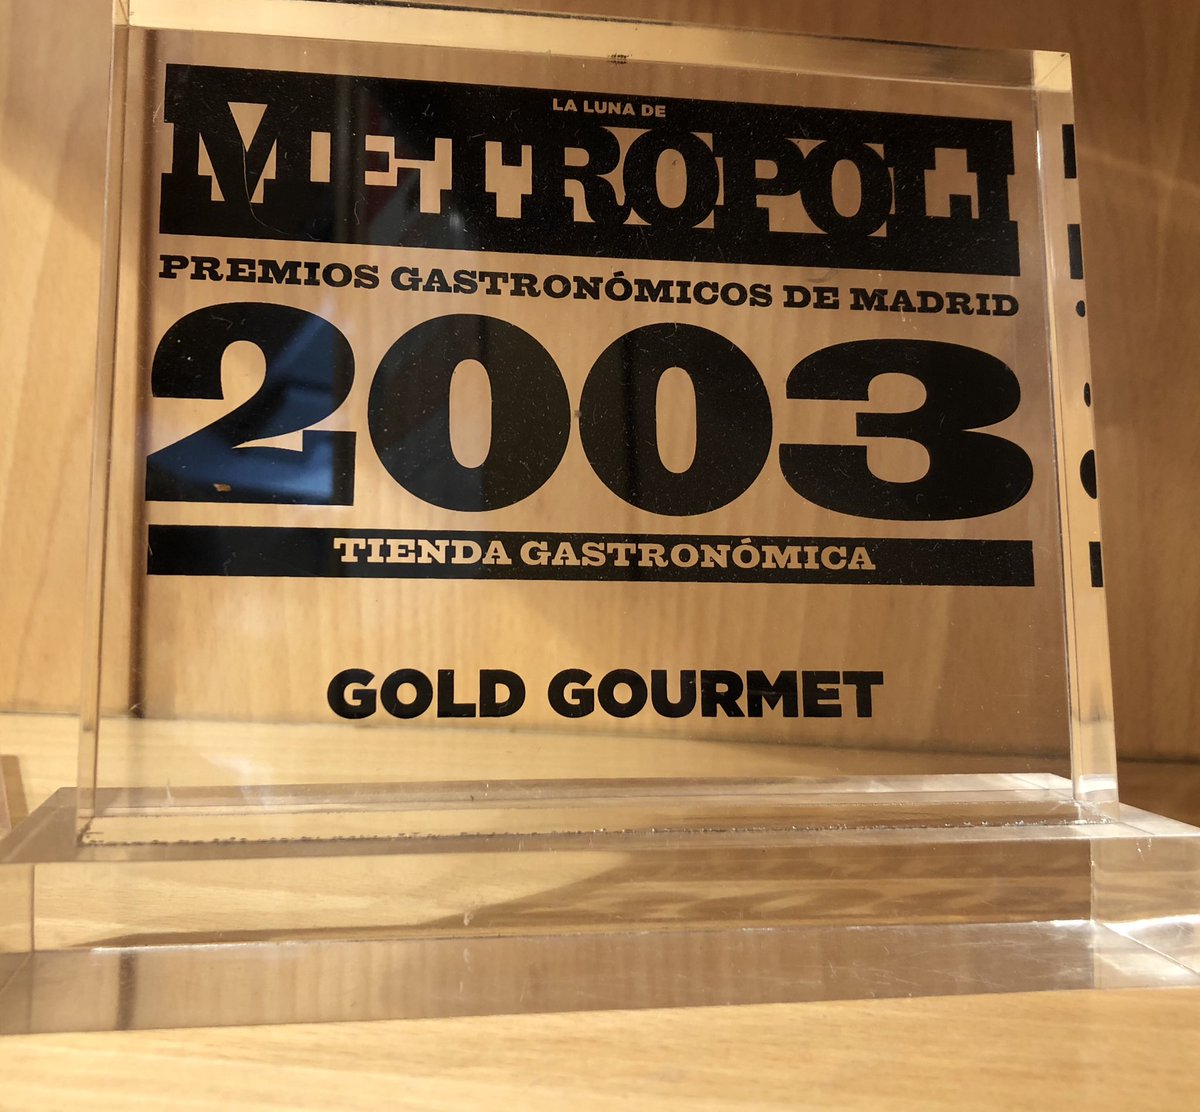 LA LUNA DE
METROPOLI
PREMIOS GASTRONÓMICOS DE MADRID
2003
TIENDA GASTRONÓMICA
GOLD GOURMET